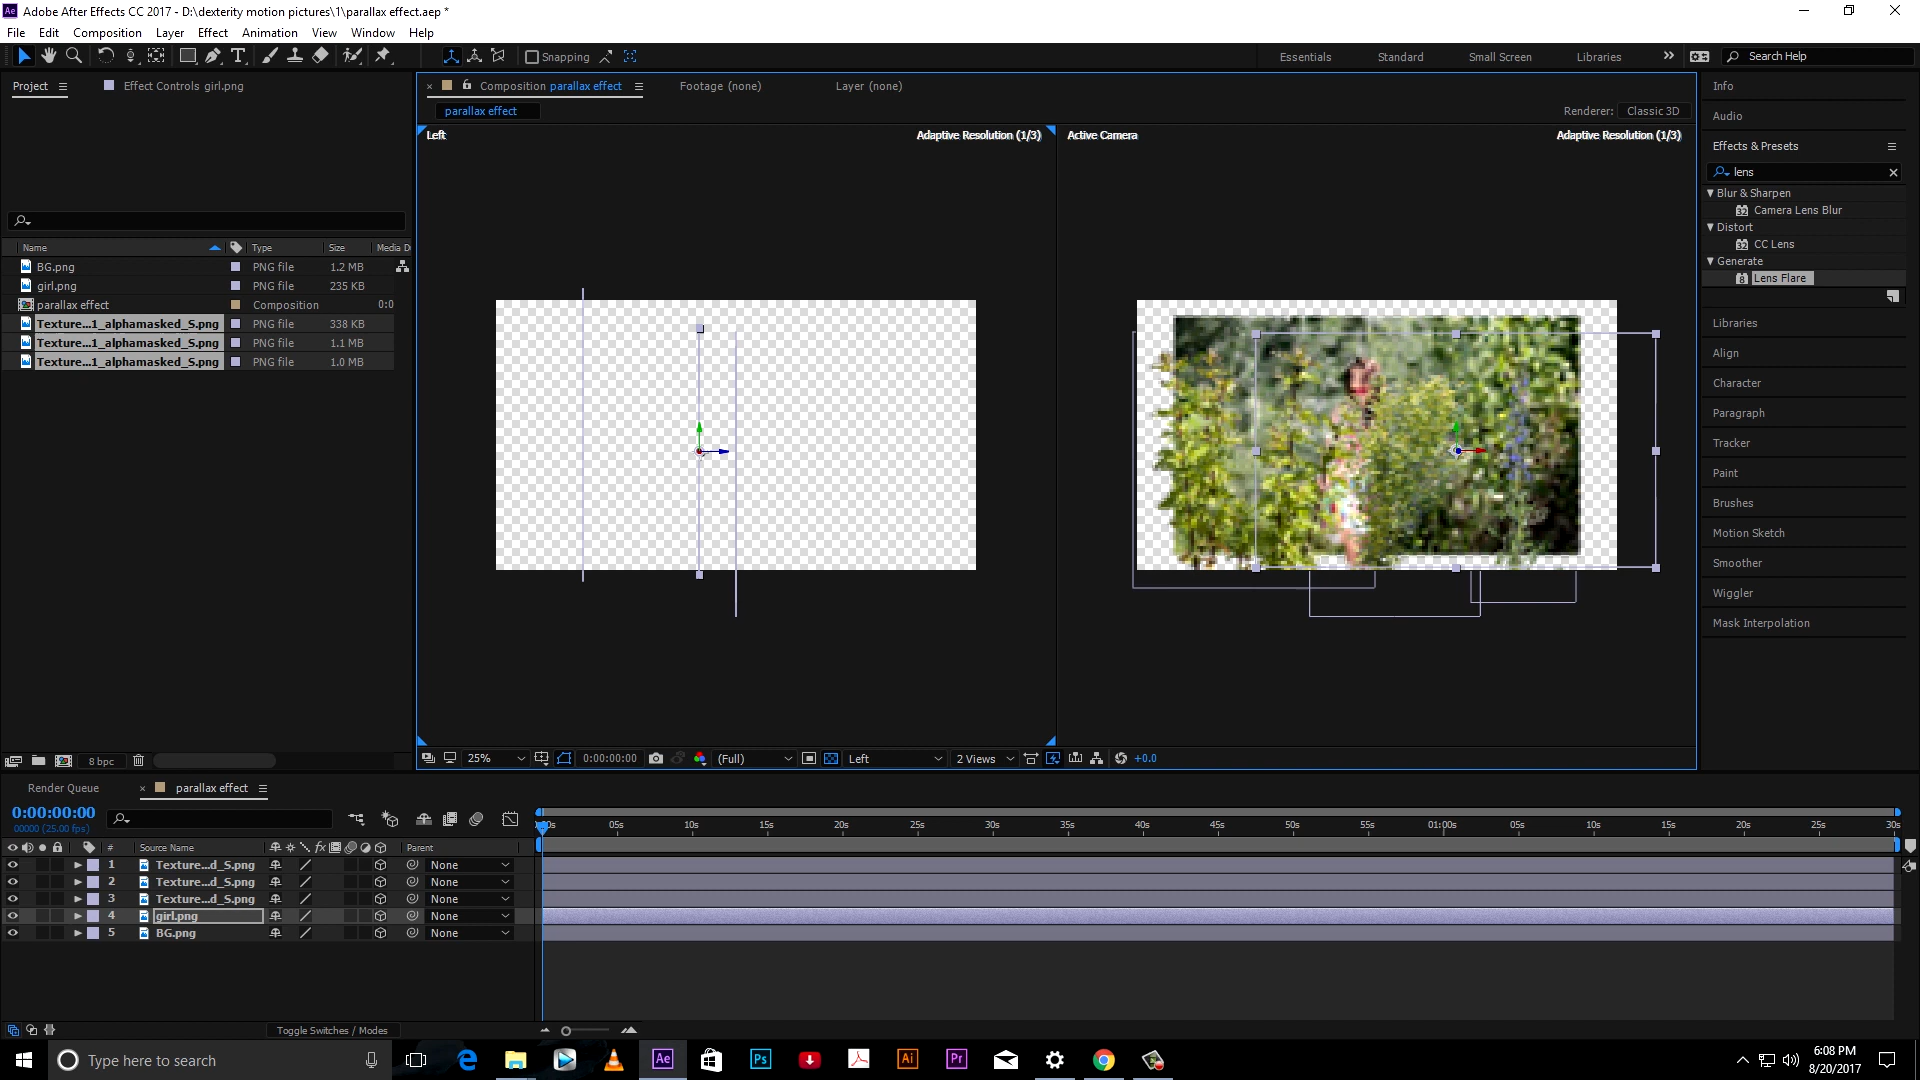 Adobe After Effects CC 2017 - D:\dexterity motion pictures\1\parallax effect.aep *
File Edit Composition Layer Effect Animation View Window Help
Snapping
Essentials Standard Small Screen Libraries Search Help
Project Effect Controls girl.png
Composition parallax effect Footage (none) Layer (none)
parallax effect
Renderer: Classic 3D
Left Adaptive Resolution (1/3)
Active Camera Adaptive Resolution (1/3)
Name Type Size Media D
BG.png PNG file 1.2 MB
girl.png PNG file 235 KB
parallax effect Composition 0:0
Texture...1_alphamasked_S.png PNG file 338 KB
Texture...1_alphamasked_S.png PNG file 1.1 MB
Texture...1_alphamasked_S.png PNG file 1.0 MB
8 bpc
25% 0:00:00:00 (Full) Left 2 Views +0.0
Info
Audio
Effects & Presets
lens
Blur & Sharpen
32 Camera Lens Blur
Distort
32 CC Lens
Generate
8 Lens Flare
Libraries
Align
Character
Paragraph
Tracker
Paint
Brushes
Motion Sketch
Smoother
Wiggler
Mask Interpolation
Render Queue parallax effect
0:00:00:00
00000 (25.00 fps)
00s 05s 10s 15s 20s 25s 30s 35s 40s 45s 50s 55s 01:00s 05s 10s 15s 20s 25s 30s
# Source Name fx Parent
1 Texture...d_S.png None
2 Texture...d_S.png None
3 Texture...d_S.png None
4 girl.png None
5 BG.png None
Toggle Switches / Modes
Type here to search
Ae Ps Ai Pr
6:08 PM
8/20/2017